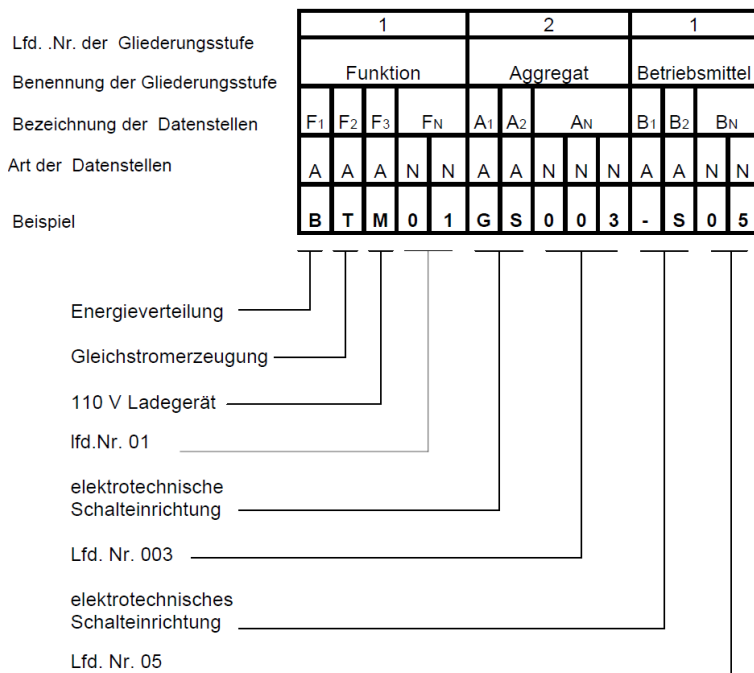 Lfd. .Nr. der Gliederungsstufe 1 2 1
Benennung der Gliederungsstufe Funktion Aggregat Betriebsmittel
Bezeichnung der Datenstellen F1 F2 F3 FN A1 A2 AN B1 B2 BN
Art der Datenstellen A A A N N A A N N N A A N N
Beispiel B T M 0 1 G S 0 0 3 - S 0 5
Energieverteilung
Gleichstromerzeugung
110 V Ladegerät
lfd.Nr. 01
elektrotechnische
Schalteinrichtung
Lfd. Nr. 003
elektrotechnisches
Schalteinrichtung
Lfd. Nr. 05